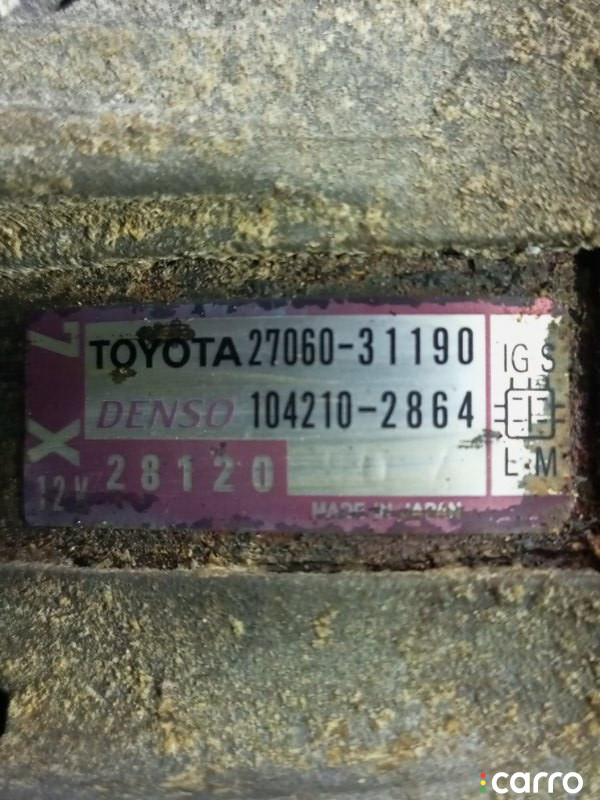 TOYOTA 27060-31190
DENSO 104210-2864
12V 28120
MADE IN JAPAN
IG S
L M
carro